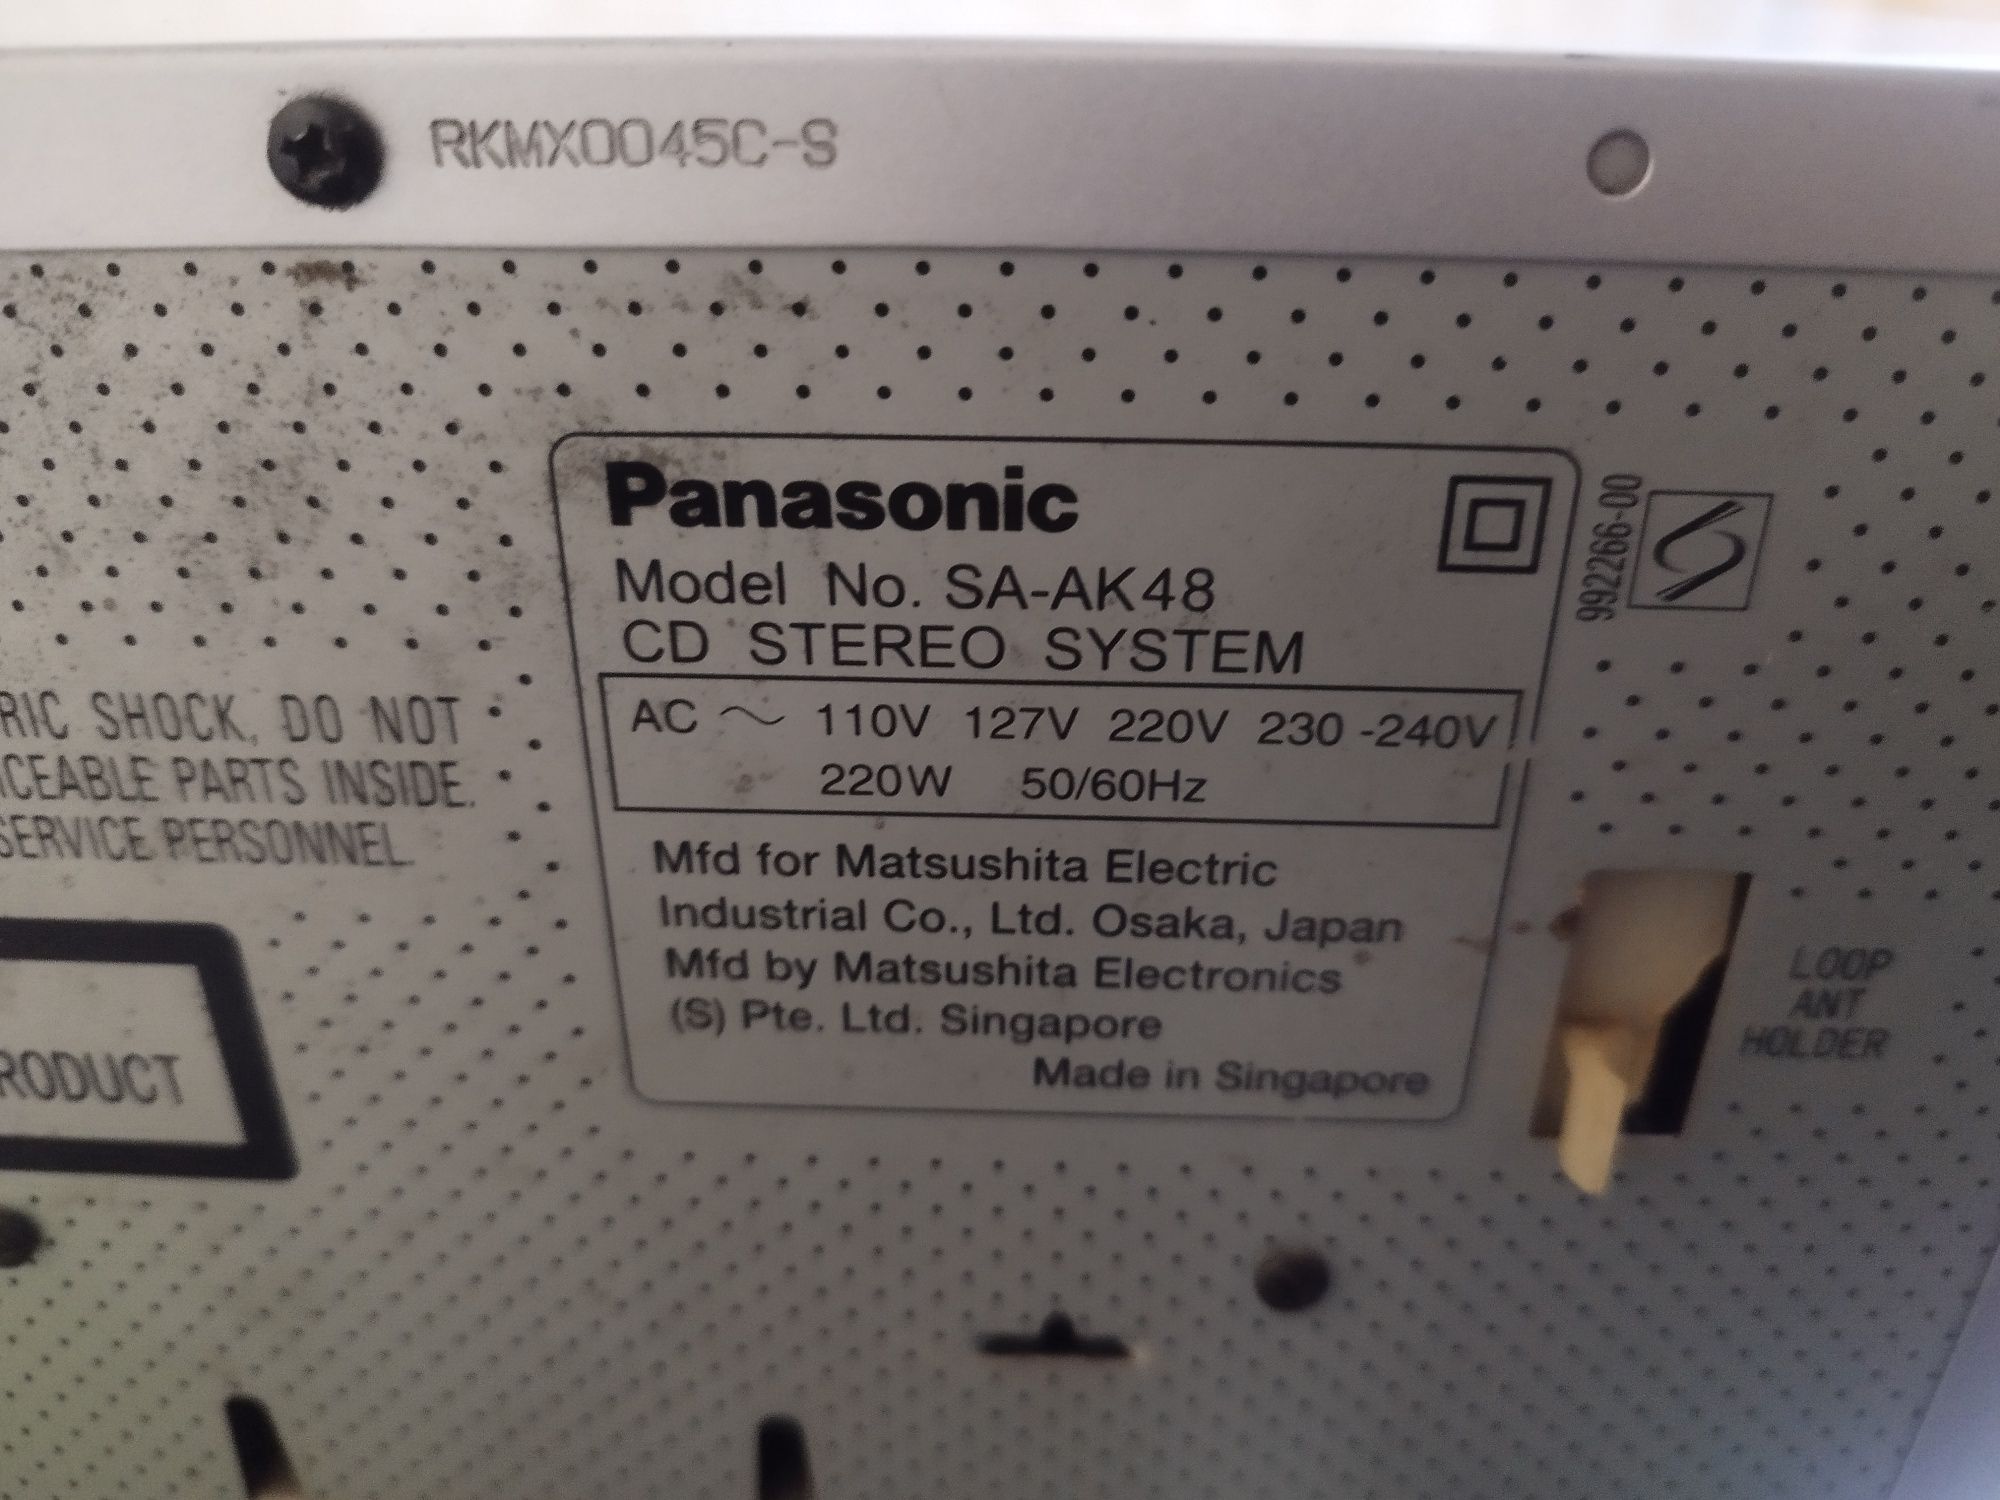 RKMX0045C-S
Panasonic
Model No. SA-AK48
CD STEREO SYSTEM
AC ~ 110V 127V 220V 230 -240V
220W 50/60Hz
Mfd for Matsushita Electric
Industrial Co., Ltd. Osaka, Japan
Mfd by Matsushita Electronics
(S) Pte. Ltd. Singapore
Made in Singapore
992266-00
RIC SHOCK, DO NOT
CEABLE PARTS INSIDE.
SERVICE PERSONNEL.
RODUCT
LOOP
ANT
HOLDER